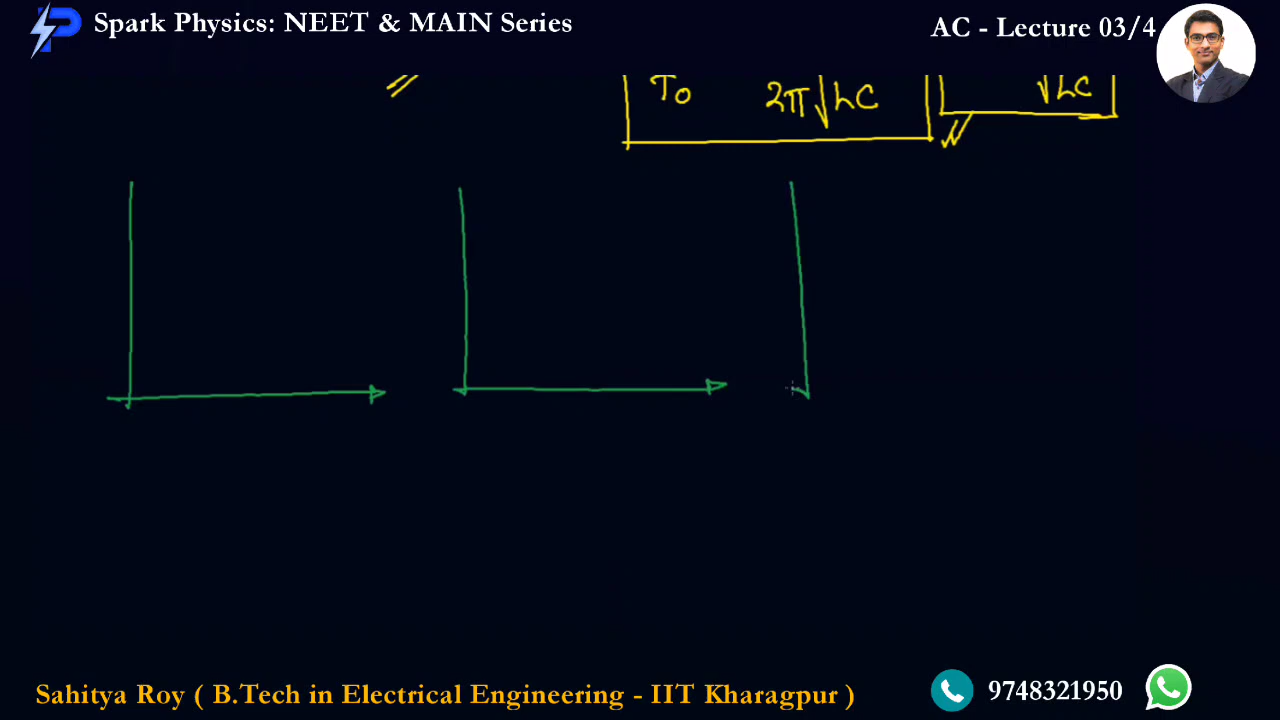 Spark Physics: NEET & MAIN Series
AC - Lecture 03/4
T₀ 2π√LC √LC
Sahitya Roy ( B.Tech in Electrical Engineering - IIT Kharagpur )
9748321950